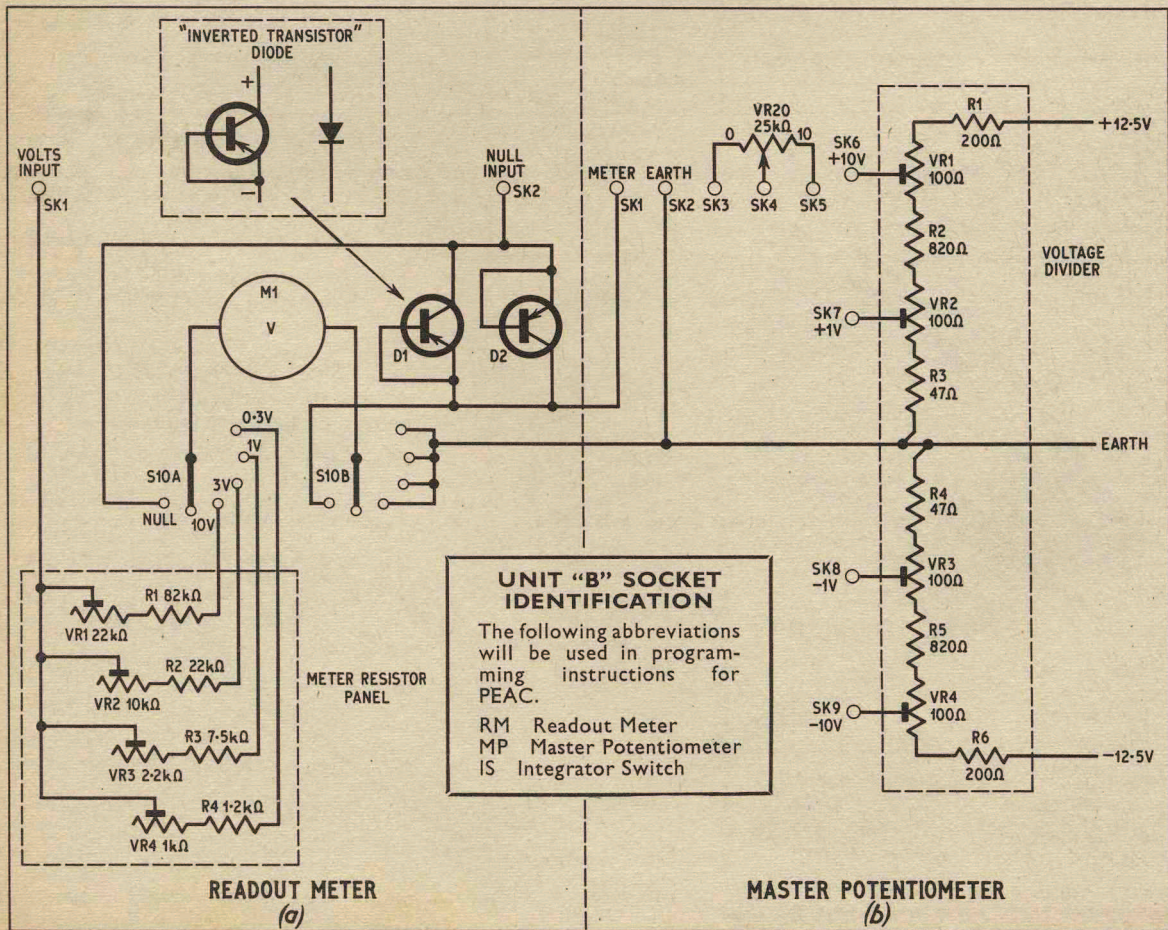 "INVERTED TRANSISTOR"
DIODE
+
–
VOLTS
INPUT
SK1
NULL
INPUT
SK2
M1
V
D1
D2
S10A
NULL
10V
3V
1V
0·3V
S10B
R1 82kΩ
VR1 22kΩ
R2 22kΩ
VR2 10kΩ
R3 7·5kΩ
VR3 2·2kΩ
R4 1·2kΩ
VR4 1kΩ
METER RESISTOR
PANEL
READOUT METER
(a)
METER
SK1
EARTH
SK2
VR20
25kΩ
0
10
SK3
SK4
SK5
SK6
+10V
SK7
+1V
SK8
−1V
SK9
−10V
R1
200Ω
+12·5V
VR1
100Ω
R2
820Ω
VR2
100Ω
R3
47Ω
VOLTAGE
DIVIDER
EARTH
R4
47Ω
VR3
100Ω
R5
820Ω
VR4
100Ω
R6
200Ω
−12·5V
UNIT "B" SOCKET
IDENTIFICATION
The following abbreviations
will be used in program-
ming instructions for
PEAC.
RM Readout Meter
MP Master Potentiometer
IS Integrator Switch
MASTER POTENTIOMETER
(b)